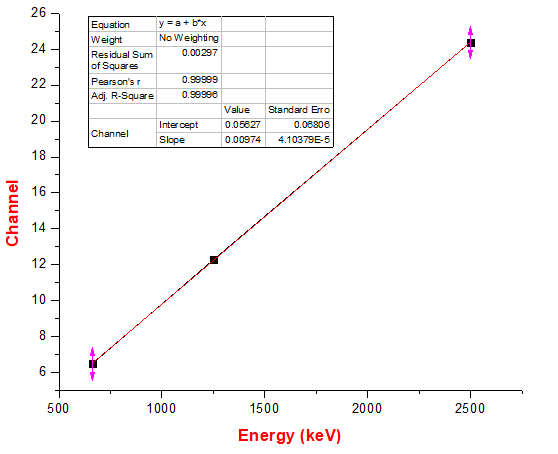 26
24
22
20
18
16
14
12
10
8
6
Channel
Equation y = a + b*x
Weight No Weighting
Residual Sum of Squares 0.00297
Pearson's r 0.99999
Adj. R-Square 0.99996
Value Standard Erro
Channel Intercept 0.05627 0.06806
Slope 0.00974 4.10379E-5
500 1000 1500 2000 2500
Energy (keV)